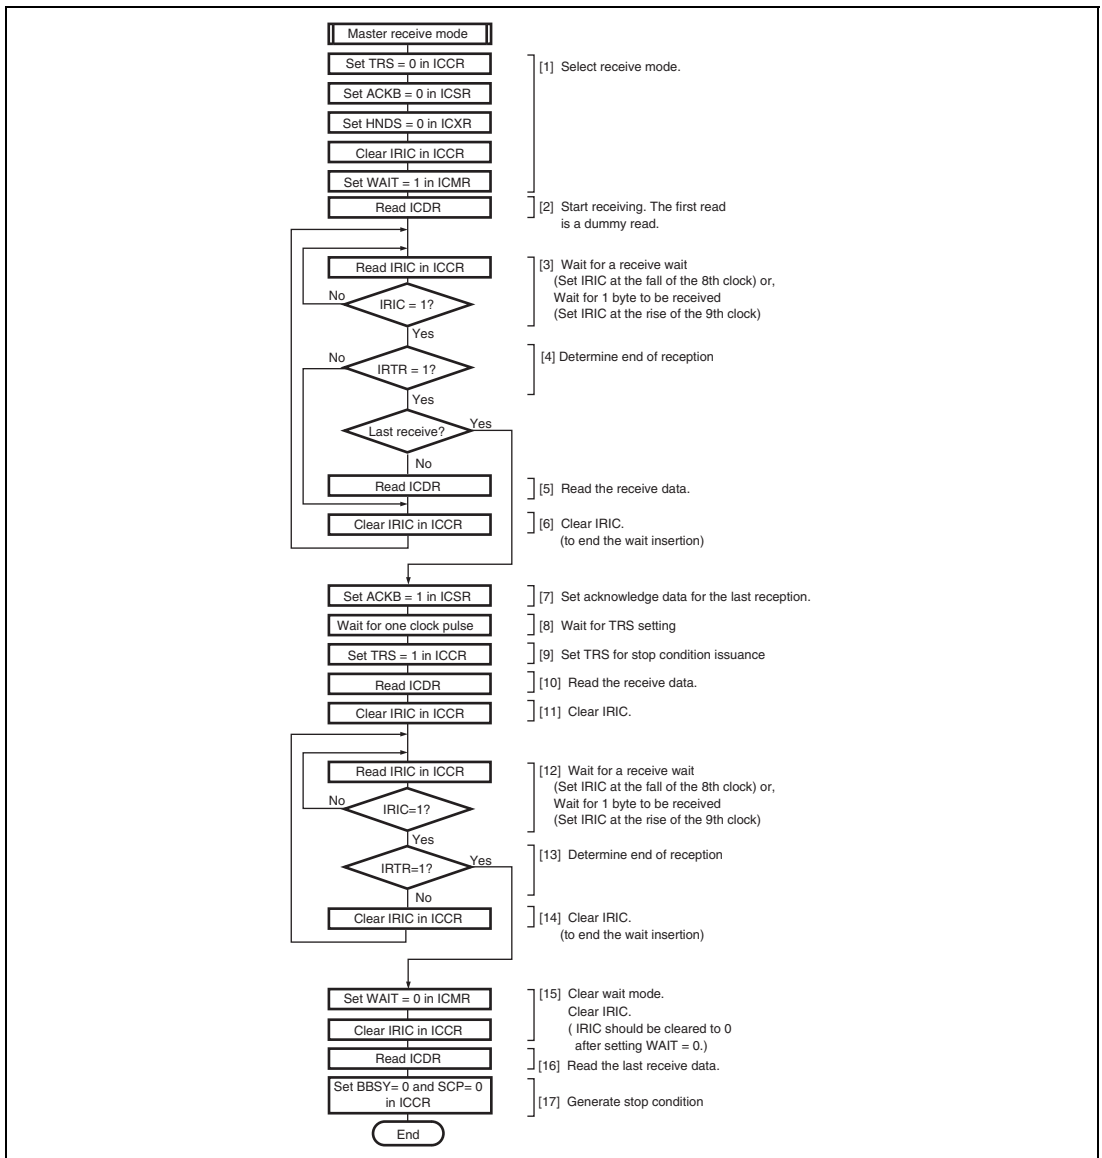 Master receive mode
Set TRS = 0 in ICCR
[1] Select receive mode.
Set ACKB = 0 in ICSR
Set HNDS = 0 in ICXR
Clear IRIC in ICCR
Set WAIT = 1 in ICMR
Read ICDR
[2] Start receiving. The first read
is a dummy read.
Read IRIC in ICCR
[3] Wait for a receive wait
(Set IRIC at the fall of the 8th clock) or,
Wait for 1 byte to be received
(Set IRIC at the rise of the 9th clock)
No
IRIC = 1?
Yes
No
IRTR = 1?
[4] Determine end of reception
Yes
Last receive?
Yes
No
Read ICDR
[5] Read the receive data.
Clear IRIC in ICCR
[6] Clear IRIC.
(to end the wait insertion)
Set ACKB = 1 in ICSR
[7] Set acknowledge data for the last reception.
Wait for one clock pulse
[8] Wait for TRS setting
Set TRS = 1 in ICCR
[9] Set TRS for stop condition issuance
Read ICDR
[10] Read the receive data.
Clear IRIC in ICCR
[11] Clear IRIC.
Read IRIC in ICCR
[12] Wait for a receive wait
(Set IRIC at the fall of the 8th clock) or,
Wait for 1 byte to be received
(Set IRIC at the rise of the 9th clock)
No
IRIC=1?
Yes
IRTR=1?
Yes
[13] Determine end of reception
No
Clear IRIC in ICCR
[14] Clear IRIC.
(to end the wait insertion)
Set WAIT = 0 in ICMR
[15] Clear wait mode.
Clear IRIC.
( IRIC should be cleared to 0
after setting WAIT = 0.)
Clear IRIC in ICCR
Read ICDR
[16] Read the last receive data.
Set BBSY= 0 and SCP= 0
in ICCR
[17] Generate stop condition
End